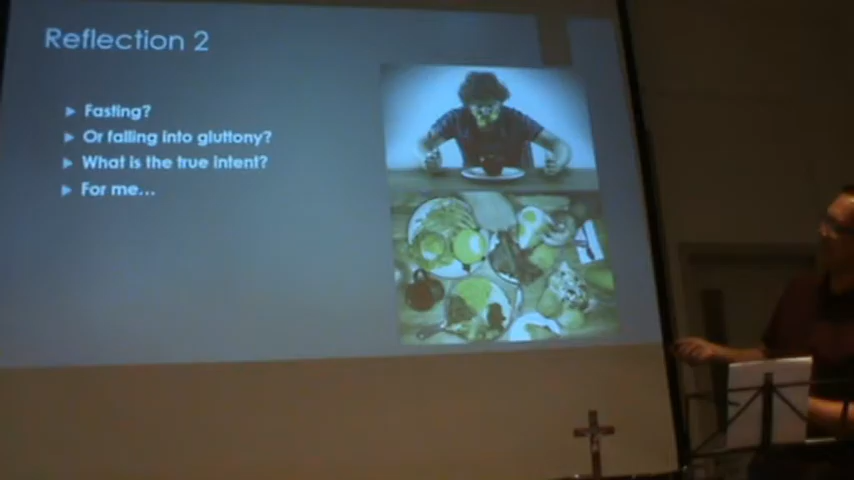 Reflection 2
Fasting?
Or falling into gluttony?
What is the true intent?
For me...